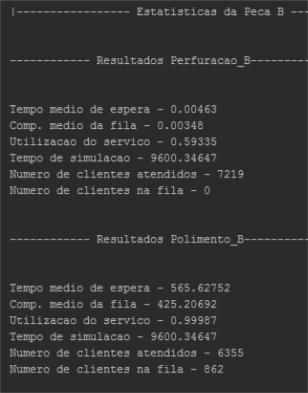 |----------------- Estatisticas da Peca B ---
------------ Resultados Perfuracao_B---------
Tempo medio de espera - 0.00463
Comp. medio da fila - 0.00348
Utilizacao do servico - 0.59335
Tempo de simulacao - 9600.34647
Numero de clientes atendidos - 7219
Numero de clientes na fila - 0
------------ Resultados Polimento_B----------
Tempo medio de espera - 565.62752
Comp. medio da fila - 425.20692
Utilizacao do servico - 0.99987
Tempo de simulacao - 9600.34647
Numero de clientes atendidos - 6355
Numero de clientes na fila - 862